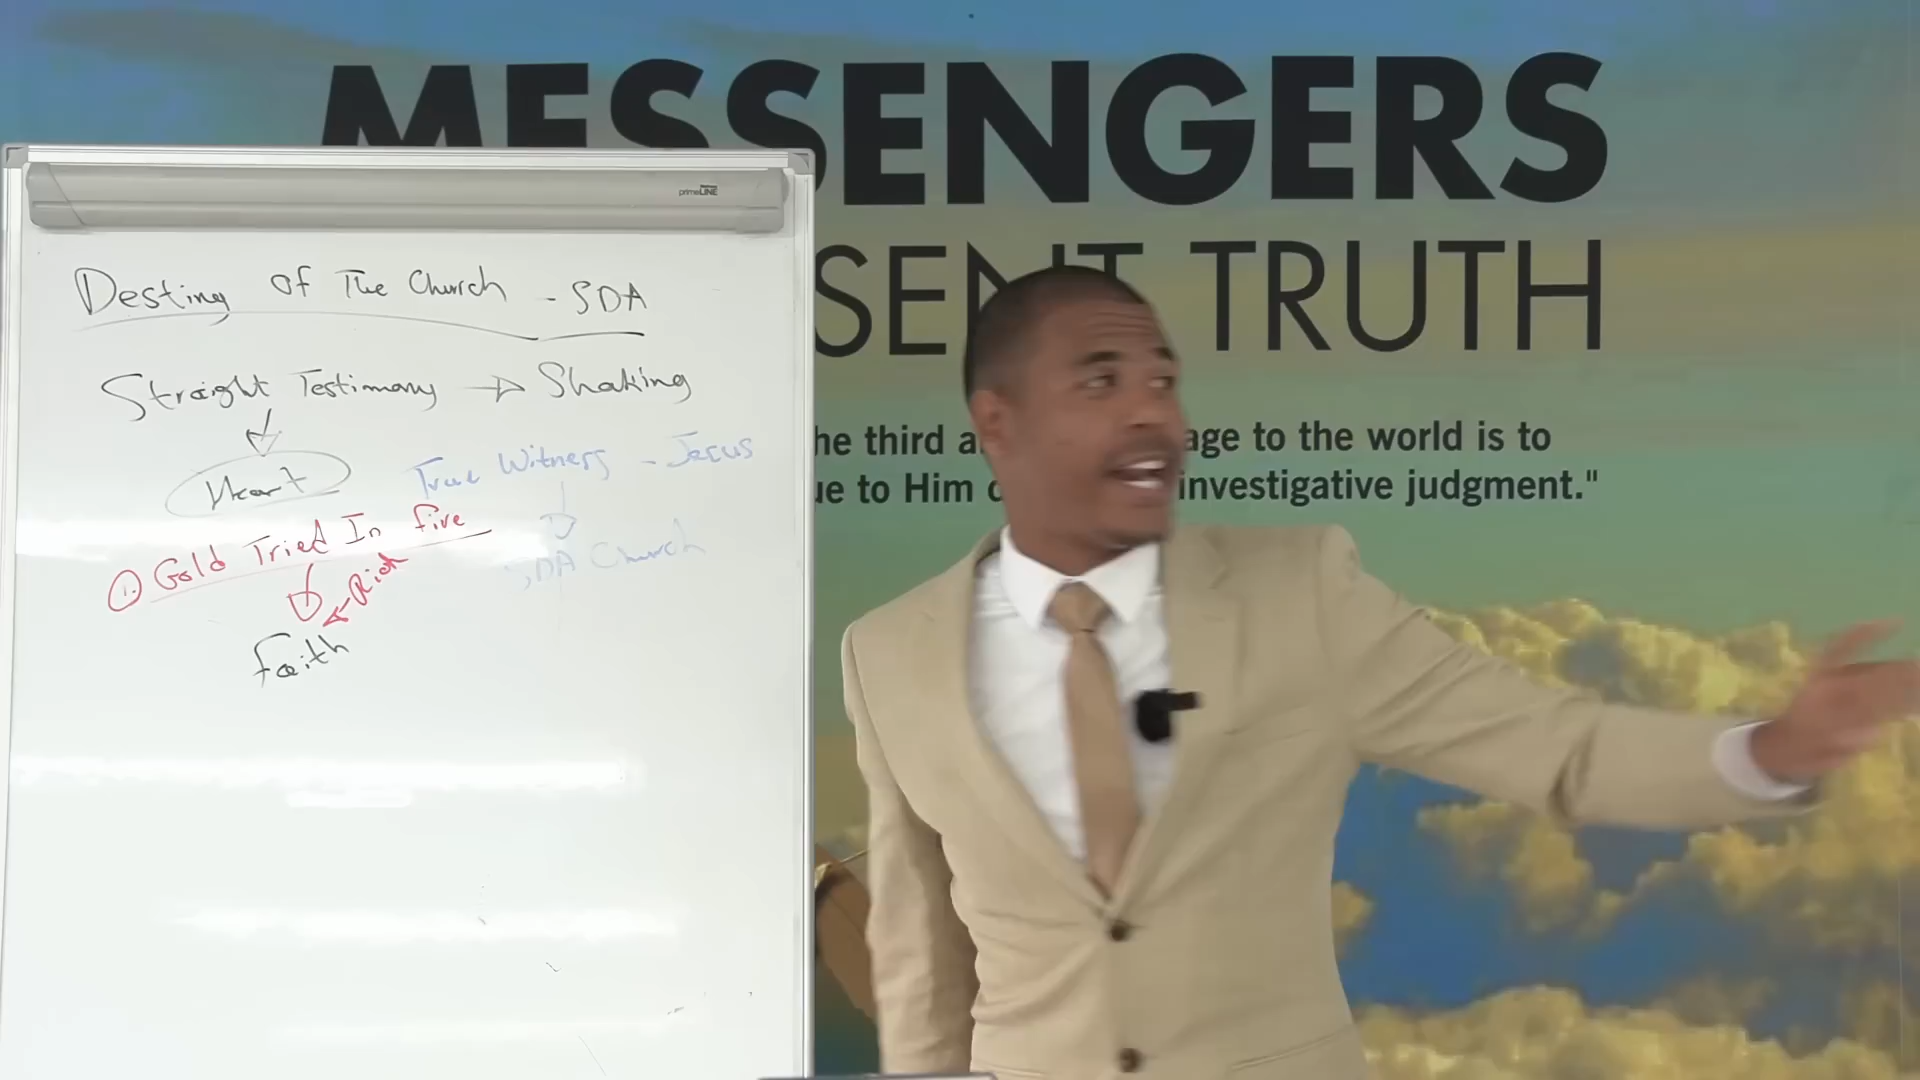 MESSENGERS
SENT TRUTH
he third a age to the world is to
ue to Him investigative judgment."
primeLINE
Destiny Of The Church - SDA
Straight Testimony → Shaking
Heart
True Witness - Jesus
SDA Church
1. Gold Tried In fire
Rich
faith